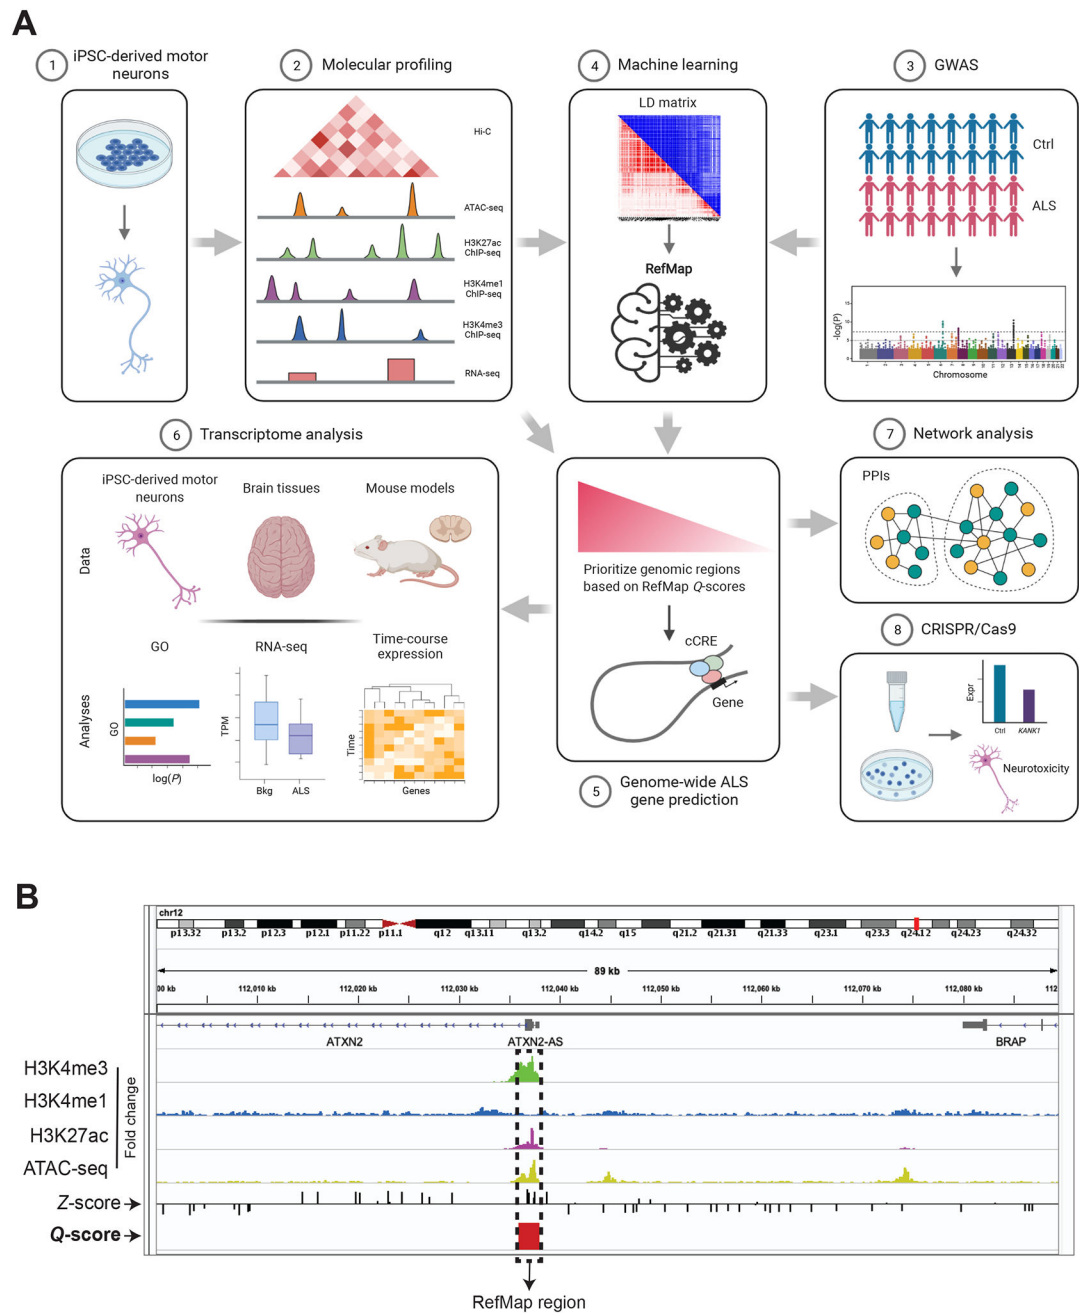 A
1
iPSC-derived motor
neurons
2
Molecular profiling
Hi-C
ATAC-seq
H3K27ac
ChIP-seq
H3K4me1
ChIP-seq
H3K4me3
ChIP-seq
RNA-seq
4
Machine learning
LD matrix
RefMap
3
GWAS
Ctrl
ALS
-log(P)
15
10
5
0
Chromosome
6
Transcriptome analysis
Data
iPSC-derived motor
neurons
Brain tissues
Mouse models
Analyses
GO
GO
log(P)
RNA-seq
TPM
Bkg
ALS
Time-course
expression
Time
Genes
Prioritize genomic regions
based on RefMap Q-scores
cCRE
Gene
5
Genome-wide ALS
gene prediction
7
Network analysis
PPIs
8
CRISPR/Cas9
Expr
Ctrl
KANK1
Neurotoxicity
B
chr12
p13.32 p13.2 p12.3 p12.1 p11.22 p11.1 q12 q13.11 q13.2 q14.2 q15 q21.2 q21.31 q21.33 q23.1 q23.3 q24.12 q24.23 q24.32
89 kb
00 kb 112,010 kb 112,020 kb 112,030 kb 112,040 kb 112,050 kb 112,060 kb 112,070 kb 112,080 kb 112
ATXN2 ATXN2-AS BRAP
H3K4me3
H3K4me1
H3K27ac
ATAC-seq
Fold change
Z-score
Q-score
RefMap region